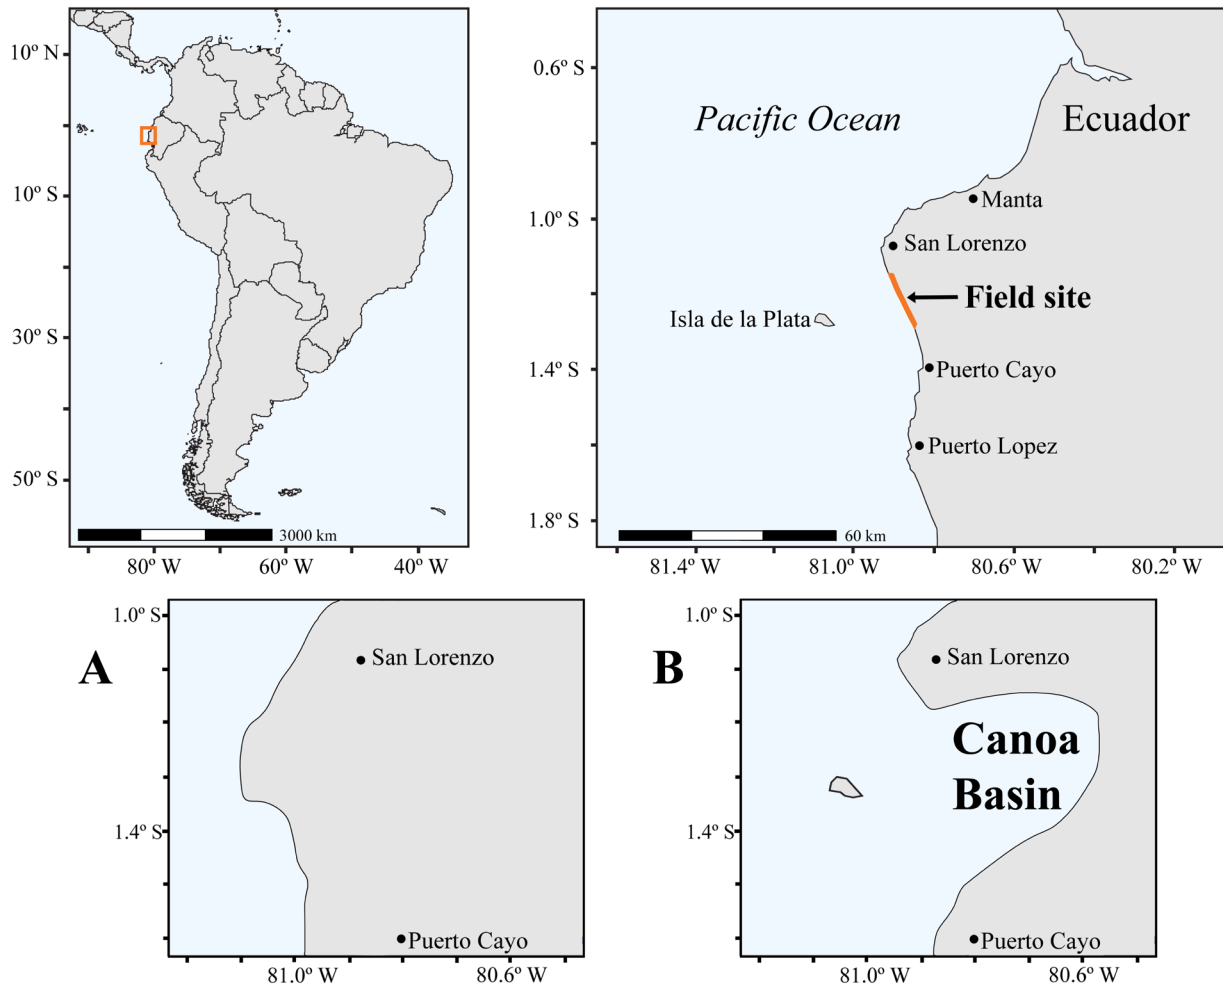 10º N
10º S
30º S
50º S
3000 km
80º W
60º W
40º W
0.6º S
1.0º S
1.4º S
1.8º S
Pacific Ocean
Ecuador
Manta
San Lorenzo
Field site
Isla de la Plata
Puerto Cayo
Puerto Lopez
60 km
81.4º W
81.0º W
80.6º W
80.2º W
A
1.0º S
1.4º S
San Lorenzo
Puerto Cayo
81.0º W
80.6º W
B
1.0º S
1.4º S
San Lorenzo
Canoa
Basin
Puerto Cayo
81.0º W
80.6º W